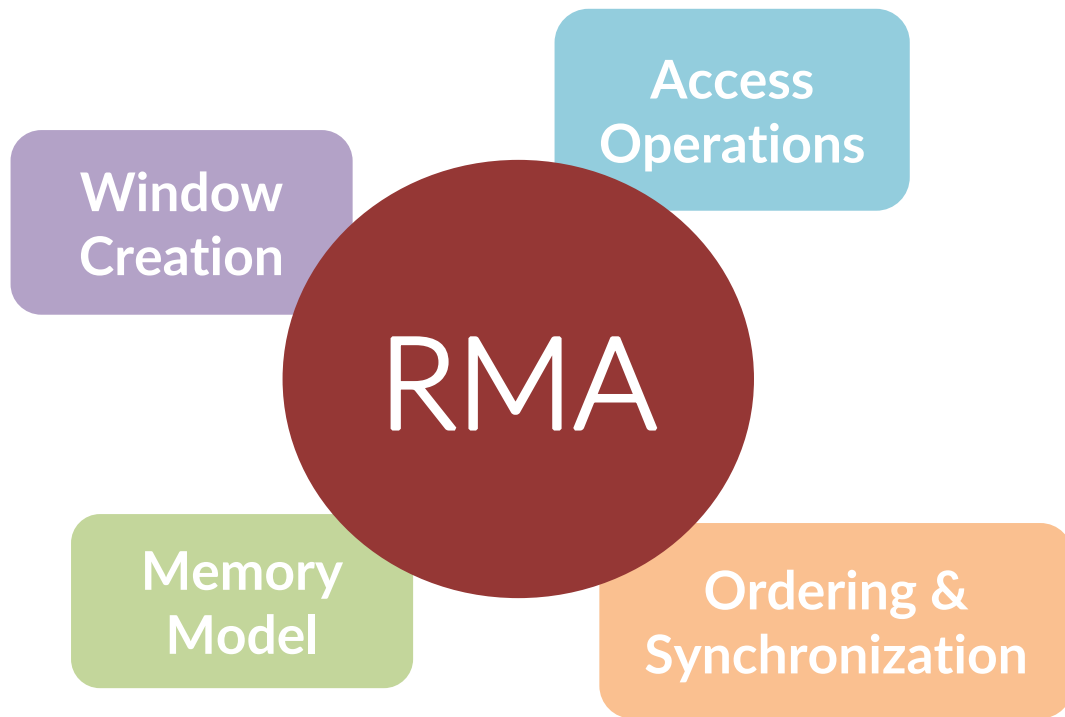 Access
Operations
Window
Creation
RMA
Memory
Model
Ordering &
Synchronization